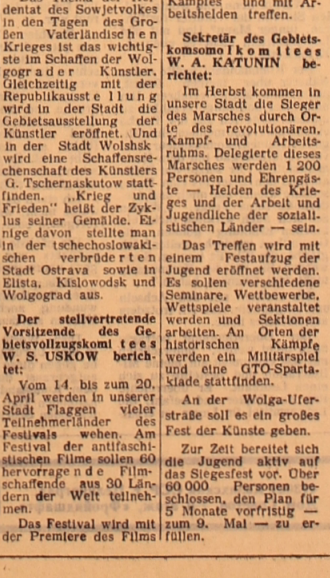 dentat des Sowjetvolkes
in den Tagen des Gro-
ßen Vaterländischen
Krieges ist das wichtig-
ste im Schaffen der Wol-
gograder Künstler.
Gleichzeitig mit der
Republikausstellung
wird in der Stadt die
Gebietsausstellung der
Künstler eröffnet. Und
in der Stadt Wolshsk
wird eine Schaffensre-
chenschaft des Künstlers
G. Tschernaskutow statt-
finden. „Krieg und
Frieden" heißt der Zyk-
lus seiner Gemälde. Ei-
nige davon stellte man
in der tschechoslowaki-
schen verbrüderten
Stadt Ostrava sowie in
Elista, Kislowodsk und
Wolgograd aus.
Der stellvertretende
Vorsitzende des Ge-
bietsvollzugskomitees
W. S. USKOW berich-
tet:
Vom 14. bis zum 20.
April werden in unserer
Stadt Flaggen vieler
Teilnehmerländer des
Festivals wehen. Am
Festival der antifaschi-
stischen Filme sollen 60
hervorragende Film-
schaffende aus 30 Län-
dern der Welt teilneh-
men.
Das Festival wird mit
der Premiere des Films
Kampfes und mit Ar-
beitshelden treffen.
Sekretär des Gebiets-
komsomolkomitees
W. A. KATUNIN be-
richtet:
Im Herbst kommen in
unsere Stadt die Sieger
des Marsches durch Or-
te des revolutionären,
Kampf- und Arbeits-
ruhms. Delegierte dieses
Marsches werden 1 200
Personen und Ehrengäs-
te — Helden des Krie-
ges und der Arbeit und
Jugendliche der soziali-
stischen Länder — sein.
Das Treffen wird mit
einem Festaufzug der
Jugend eröffnet werden.
Es sollen verschiedene
Seminare, Wettbewerbe,
Wettspiele veranstaltet
werden und Sektionen
arbeiten. An Orten der
historischen Kämpfe
werden ein Militärspiel
und eine GTO-Sparta-
kiade stattfinden.
An der Wolga-Ufer-
straße soll es ein großes
Fest der Künste geben.
Zur Zeit bereitet sich
die Jugend aktiv auf
das Siegesfest vor. Über
60 000 Personen be-
schlossen, den Plan für
5 Monate vorfristig —
zum 9. Mai — zu er-
füllen.